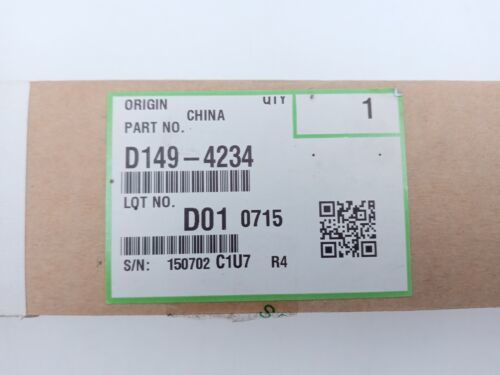 ORIGIN CHINA QTY 1
PART NO.
D149-4234
LOT NO.
D01 0715
S/N: 150702 C1U7 R4
S